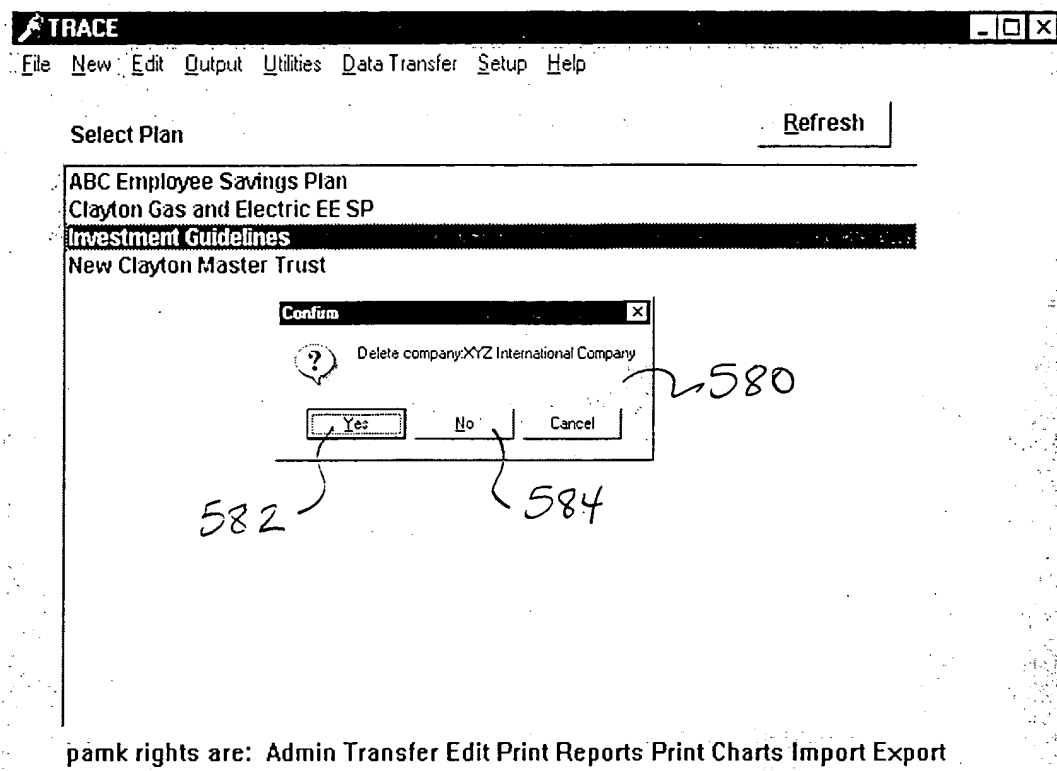 TRACE
File New Edit Output Utilities Data Transfer Setup Help
Select Plan
Refresh
ABC Employee Savings Plan
Clayton Gas and Electric EE SP
Investment Guidelines
New Clayton Master Trust
Confirm
Delete company:XYZ International Company
580
Yes No Cancel
582
584
pamk rights are: Admin Transfer Edit Print Reports Print Charts Import Export